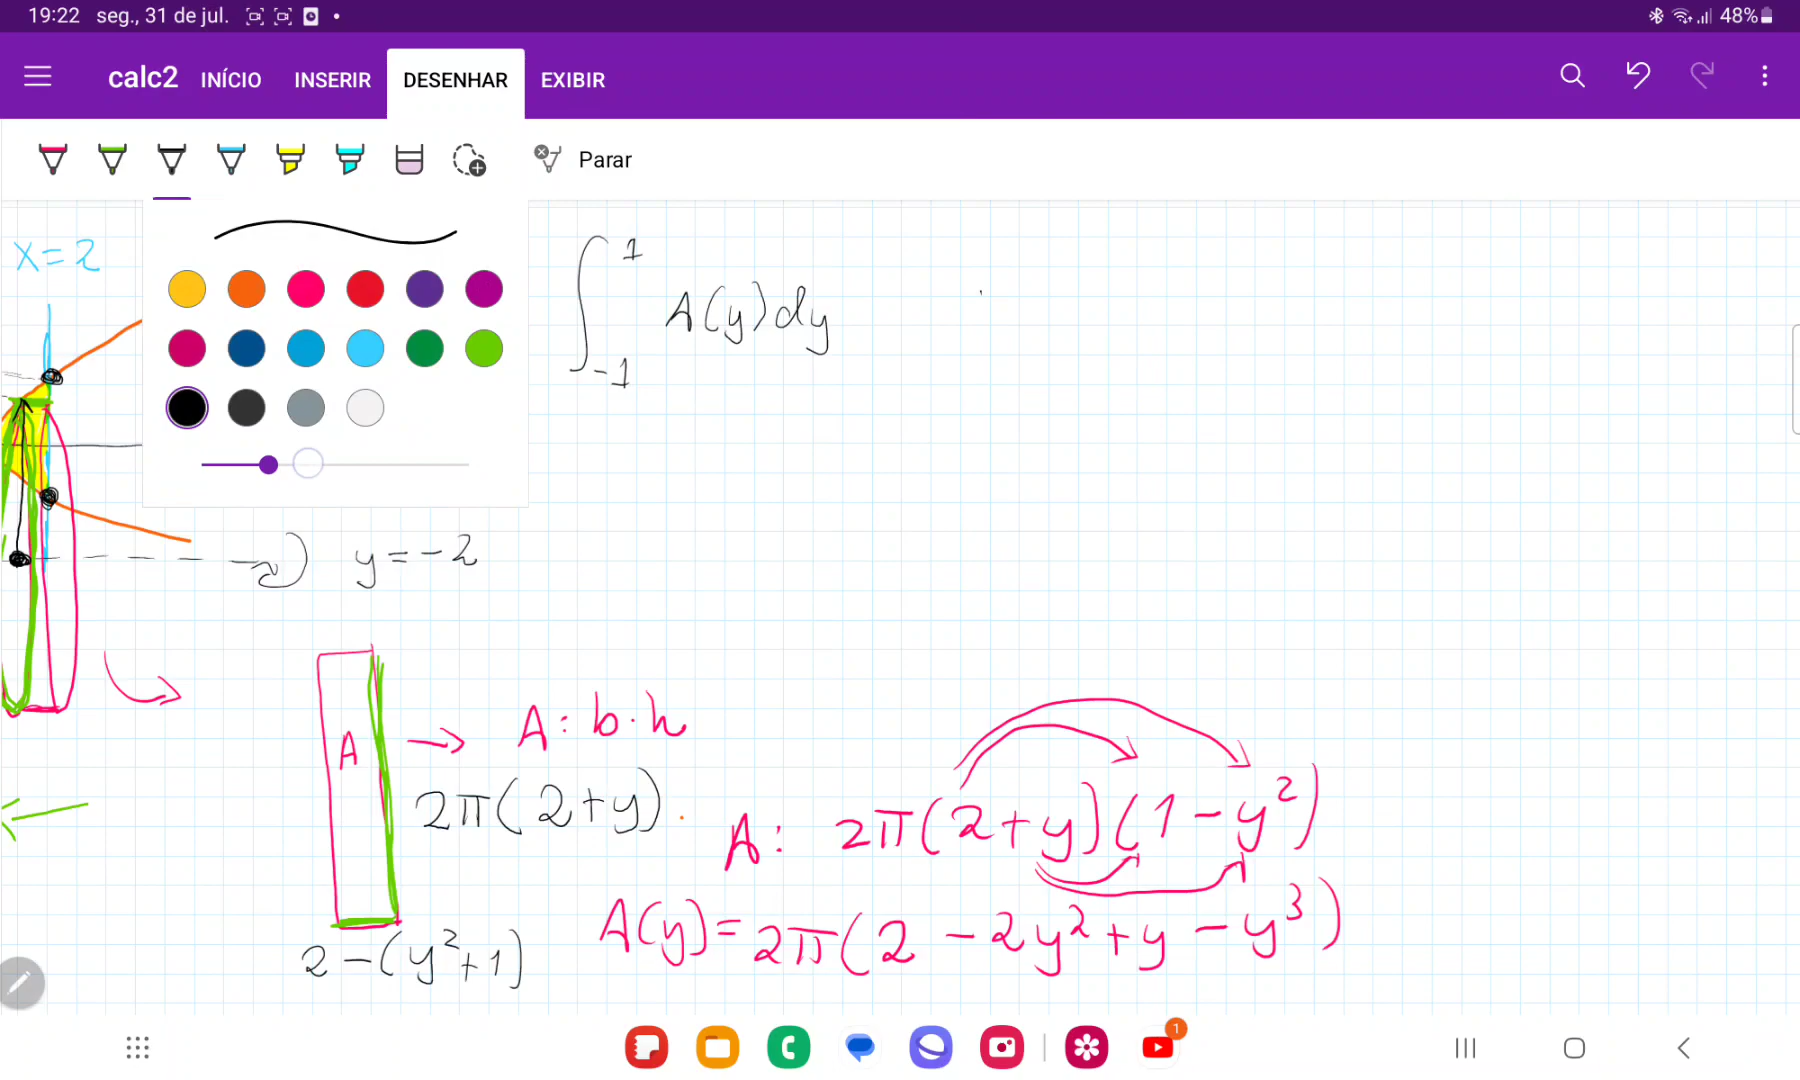 19:22 seg., 31 de jul. 48%
calc2 INÍCIO INSERIR DESENHAR EXIBIR
Parar
x=2
∫ 1 -1 A(y)dy
y=-2
A → A: b.h
2π(2+y).
A: 2π(2+y)(1-y²)
A(y)=2π(2-2y²+y-y³)
2-(y²+1)
1